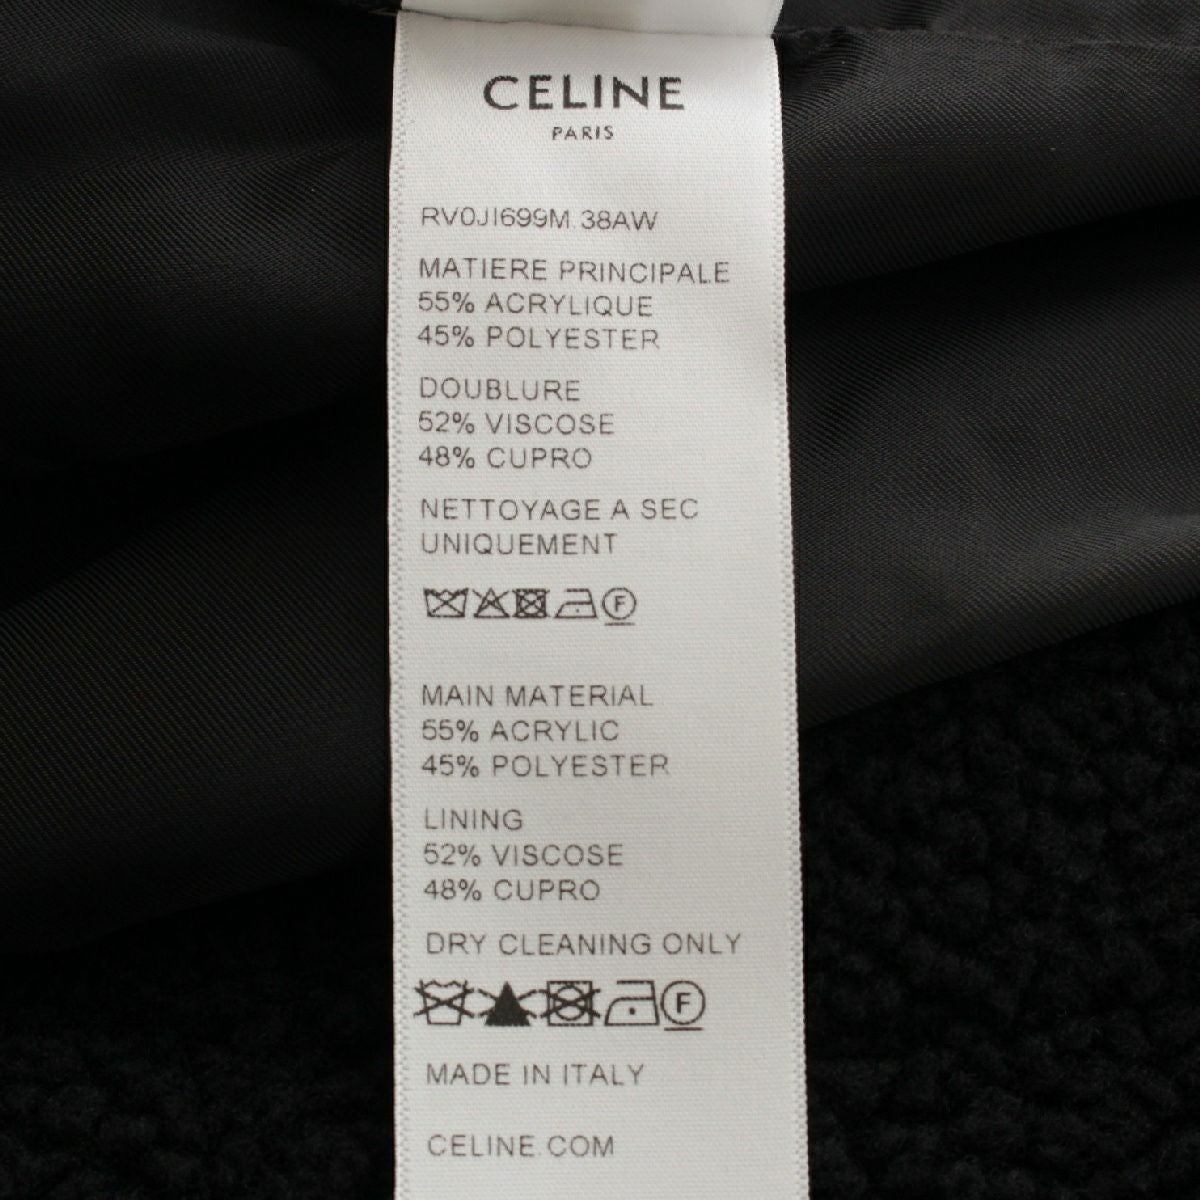 CELINE
PARIS
RV0JI699M 38AW
MATIERE PRINCIPALE
55% ACRYLIQUE
45% POLYESTER
DOUBLURE
52% VISCOSE
48% CUPRO
NETTOYAGE A SEC
UNIQUEMENT
F
MAIN MATERIAL
55% ACRYLIC
45% POLYESTER
LINING
52% VISCOSE
48% CUPRO
DRY CLEANING ONLY
F
MADE IN ITALY
CELINE.COM